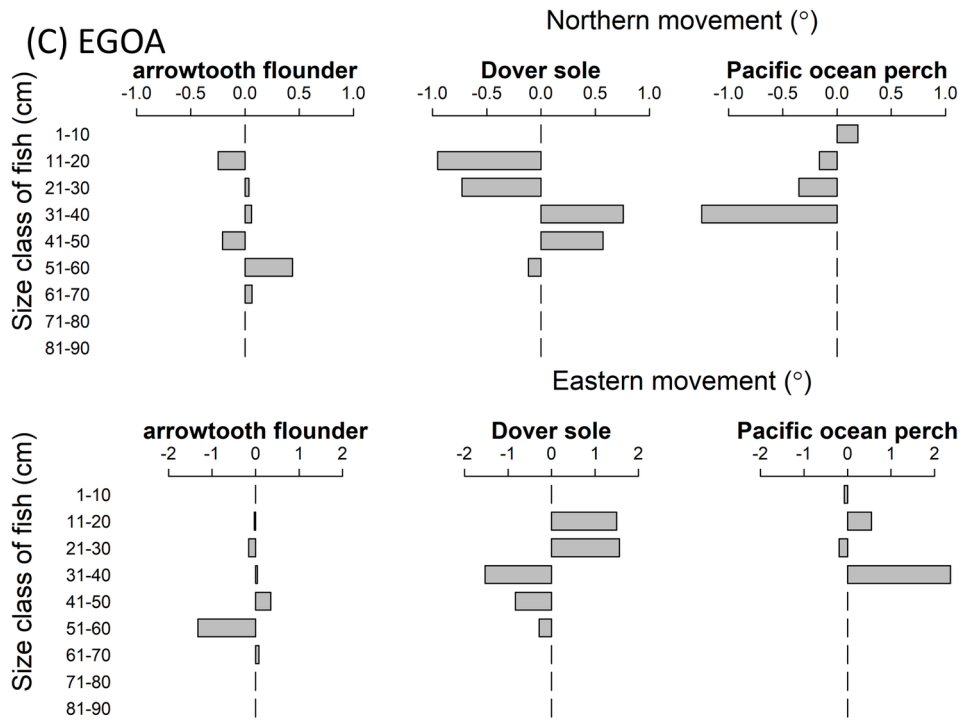 Northern movement (°)
(C) EGOA
arrowtooth flounder Dover sole Pacific ocean perch
-1.0 -0.5 0.0 0.5 1.0 -1.0 -0.5 0.0 0.5 1.0 -1.0 -0.5 0.0 0.5 1.0
Size class of fish (cm)
1-10
11-20
21-30
31-40
41-50
51-60
61-70
71-80
81-90
Eastern movement (°)
arrowtooth flounder Dover sole Pacific ocean perch
-2 -1 0 1 2 -2 -1 0 1 2 -2 -1 0 1 2
Size class of fish (cm)
1-10
11-20
21-30
31-40
41-50
51-60
61-70
71-80
81-90